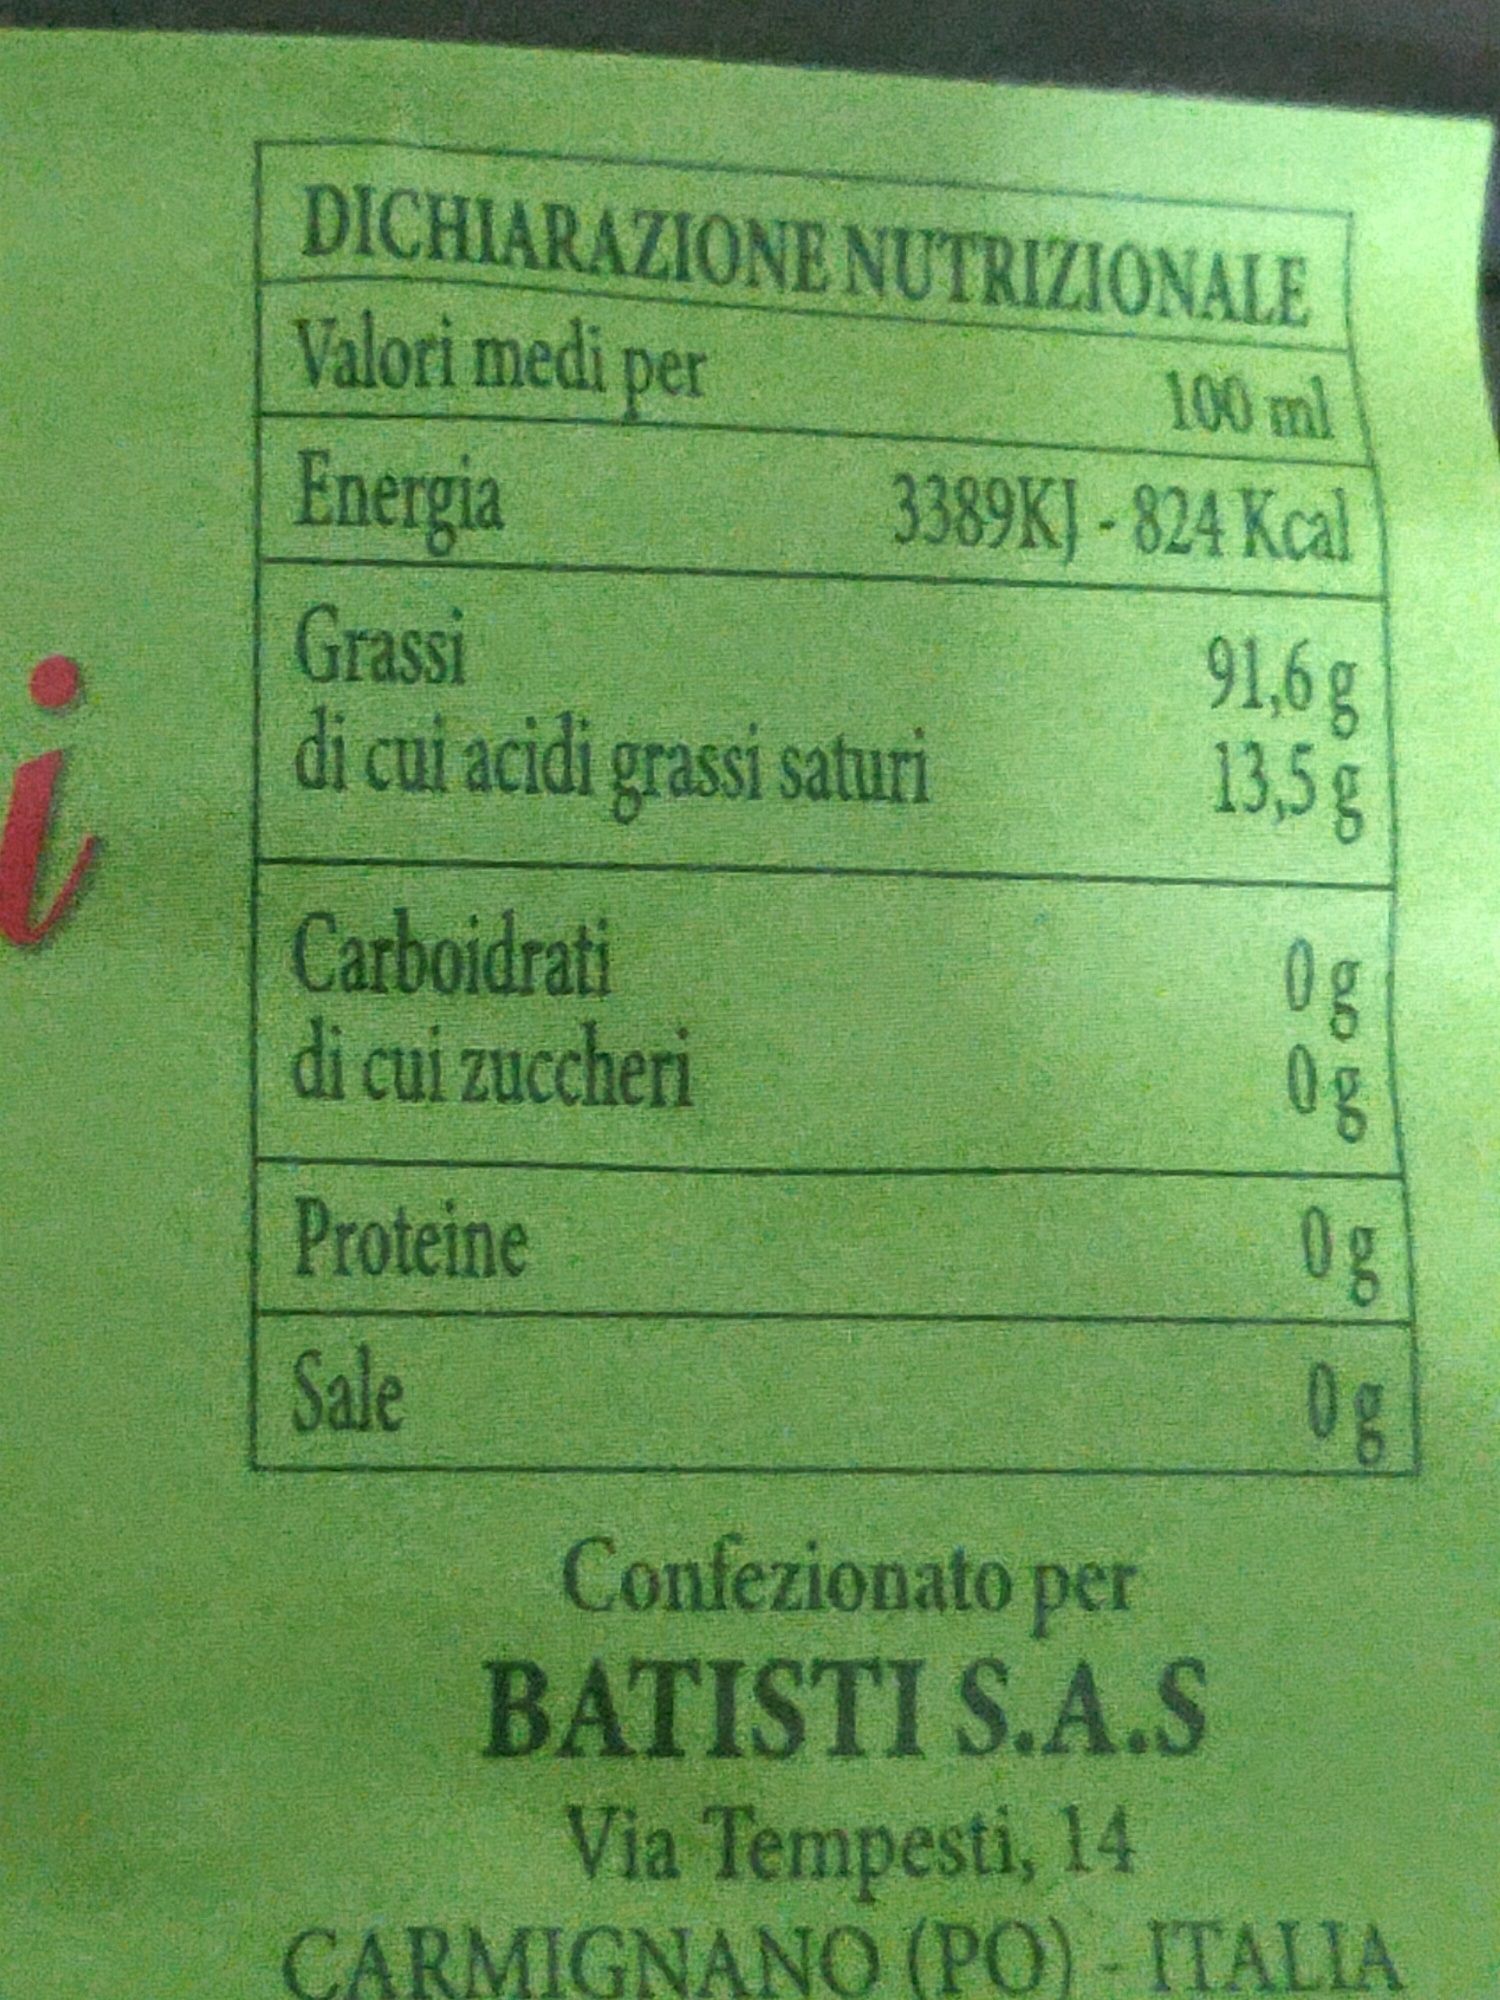 DICHIARAZIONE NUTRIZIONALE
Valori medi per 100 ml
Energia 3389KJ - 824 Kcal
Grassi 91,6 g
di cui acidi grassi saturi 13,5 g
Carboidrati 0 g
di cui zuccheri 0 g
Proteine 0 g
Sale 0 g
i
Confezionato per
BATISTI S.A.S
Via Tempesti, 14
CARMIGNANO (PO) - ITALIA